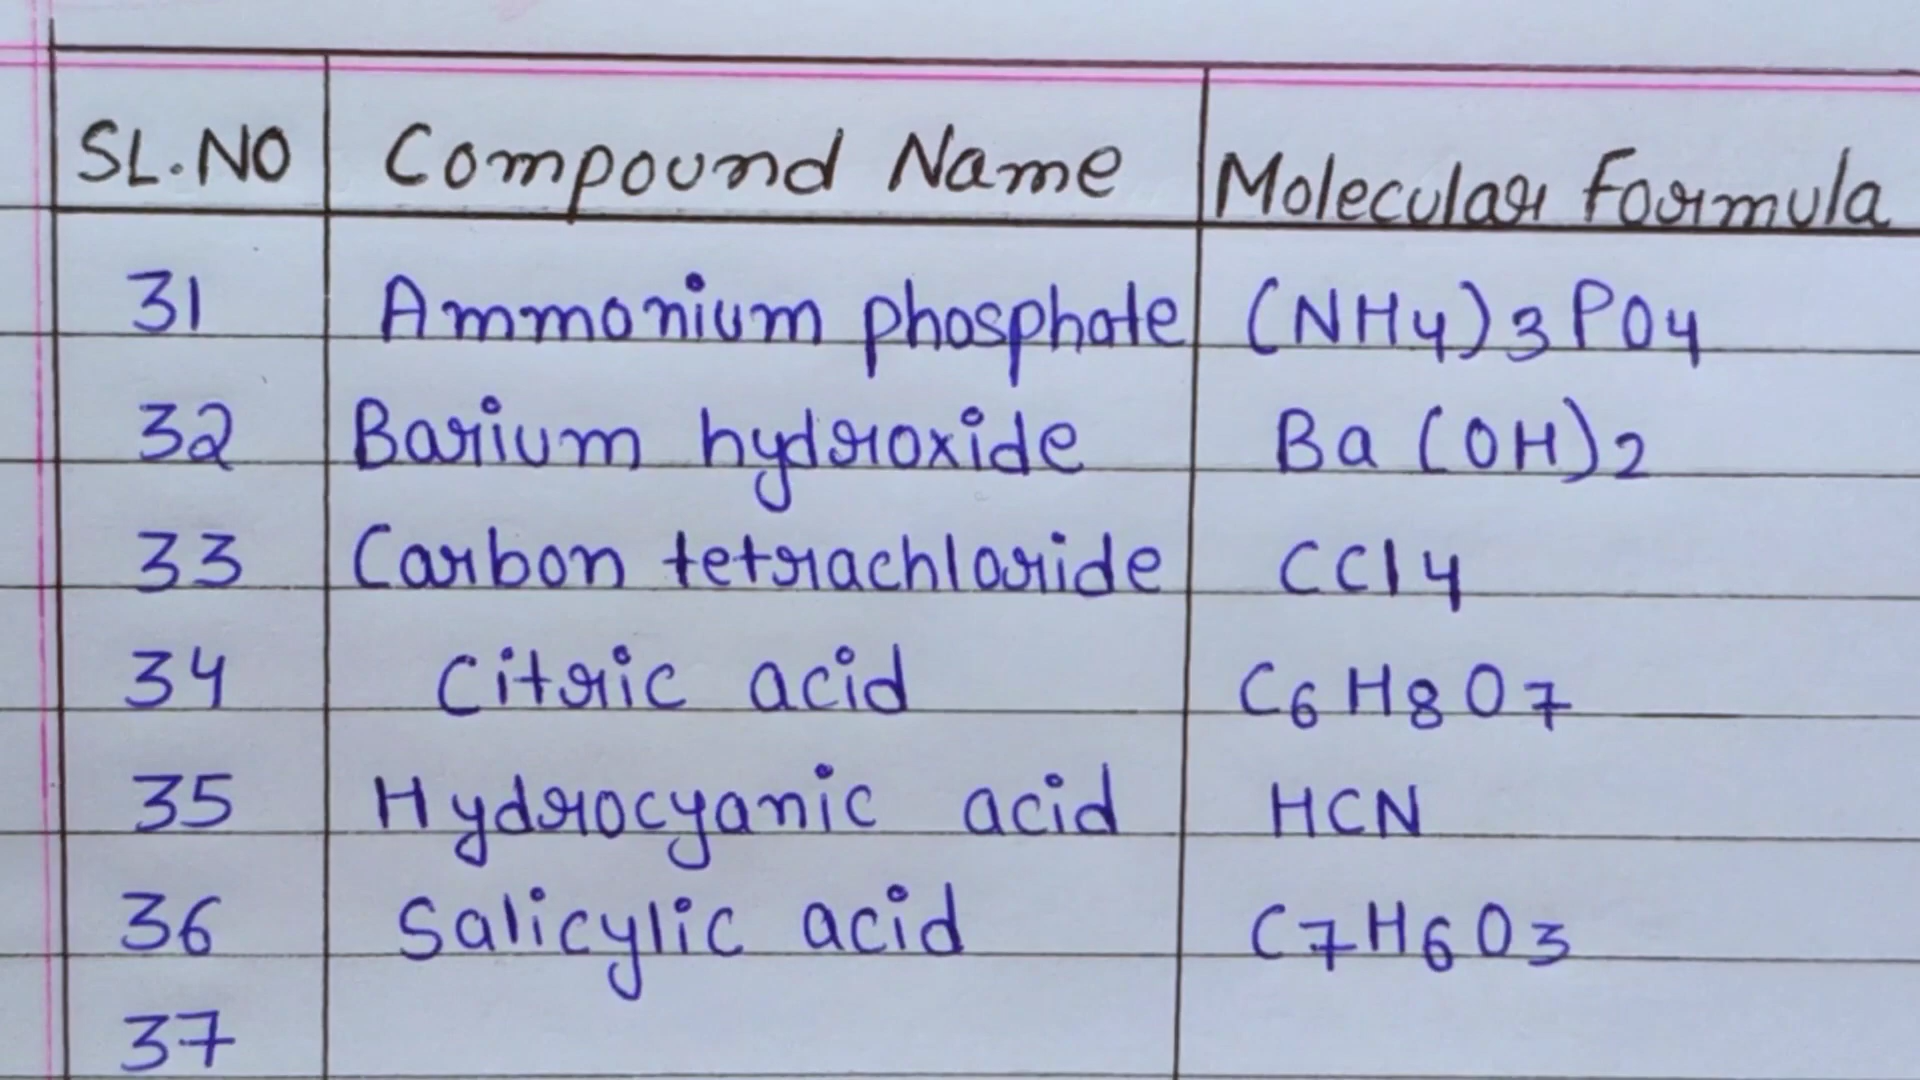 SL.NO Compound Name Molecular Formula
31 Ammonium phosphate (NH4)3PO4
32 Barium hydroxide Ba(OH)2
33 Carbon tetrachloride CCl4
34 Citric acid C6H8O7
35 Hydrocyanic acid HCN
36 Salicylic acid C7H6O3
37